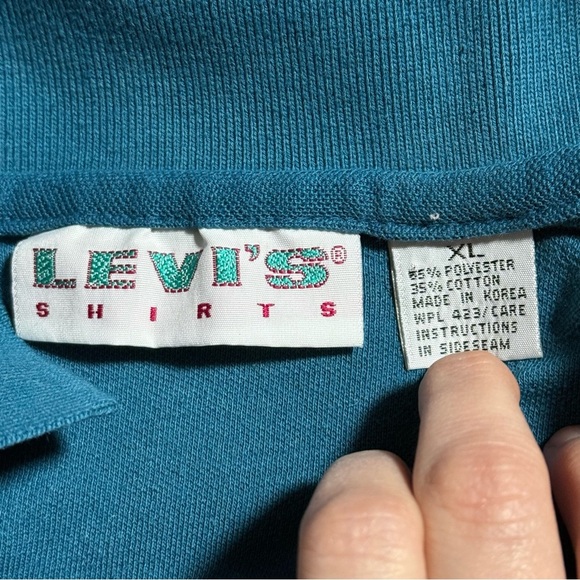 LEVI'S®
SHIRTS
XL
65% POLYESTER
35% COTTON
MADE IN KOREA
WPL 423/CARE
INSTRUCTIONS
IN SIDESEAM